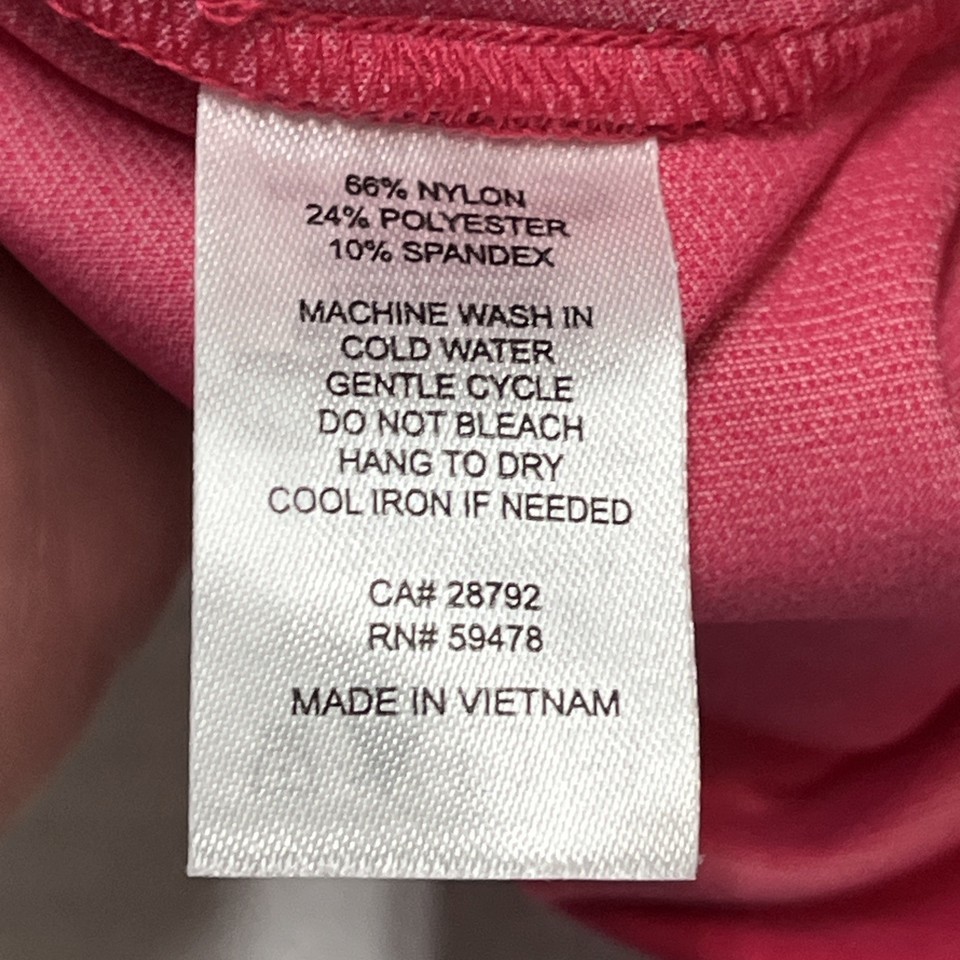 66% NYLON
24% POLYESTER
10% SPANDEX
MACHINE WASH IN
COLD WATER
GENTLE CYCLE
DO NOT BLEACH
HANG TO DRY
COOL IRON IF NEEDED
CA# 28792
RN# 59478
MADE IN VIETNAM